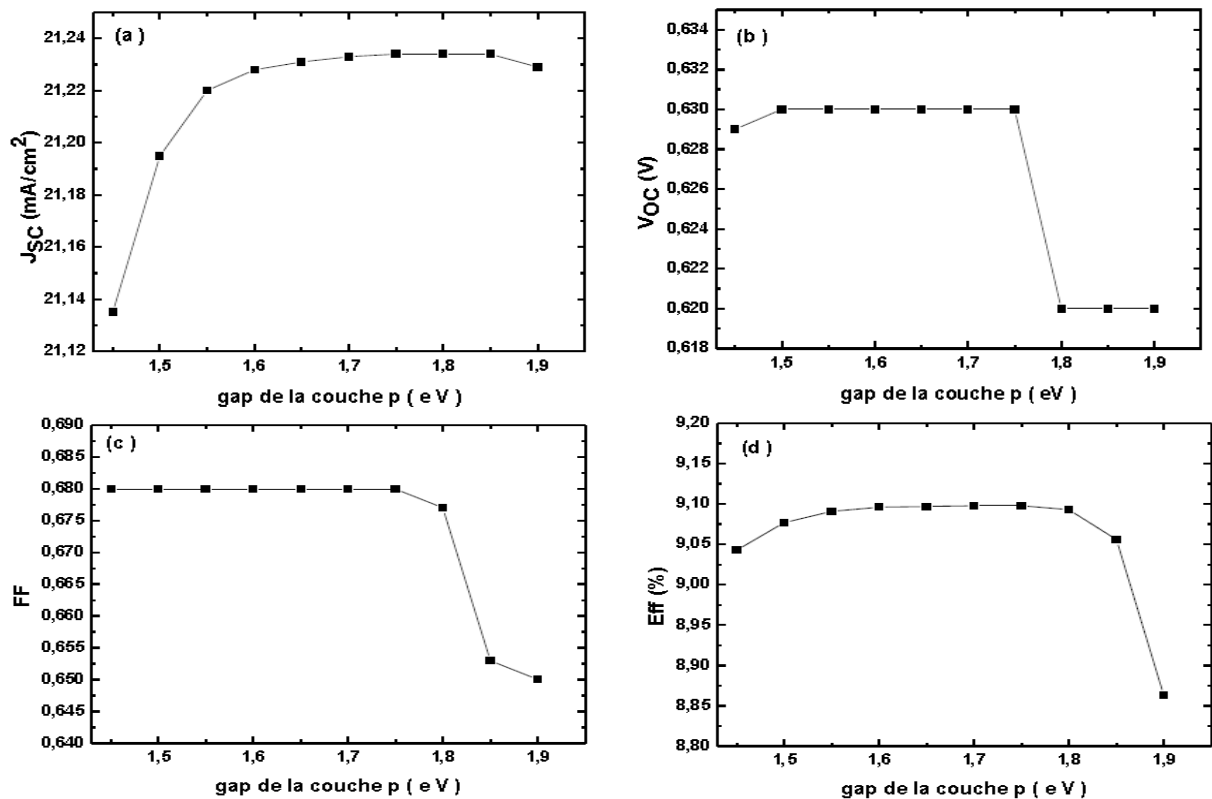 (a )
21,24
21,22
21,20
21,18
21,16
21,14
21,12
JSC (mA/cm2)
1,5 1,6 1,7 1,8 1,9
gap de la couche p ( e V )
(b )
0,634
0,632
0,630
0,628
0,626
0,624
0,622
0,620
0,618
VOC (V)
1,5 1,6 1,7 1,8 1,9
gap de la couche p ( eV )
(c )
0,690
0,685
0,680
0,675
0,670
0,665
0,660
0,655
0,650
0,645
0,640
FF
1,5 1,6 1,7 1,8 1,9
gap de la couche p ( e V )
(d )
9,20
9,15
9,10
9,05
9,00
8,95
8,90
8,85
8,80
Eff (%)
1,5 1,6 1,7 1,8 1,9
gap de la couche p ( e V )